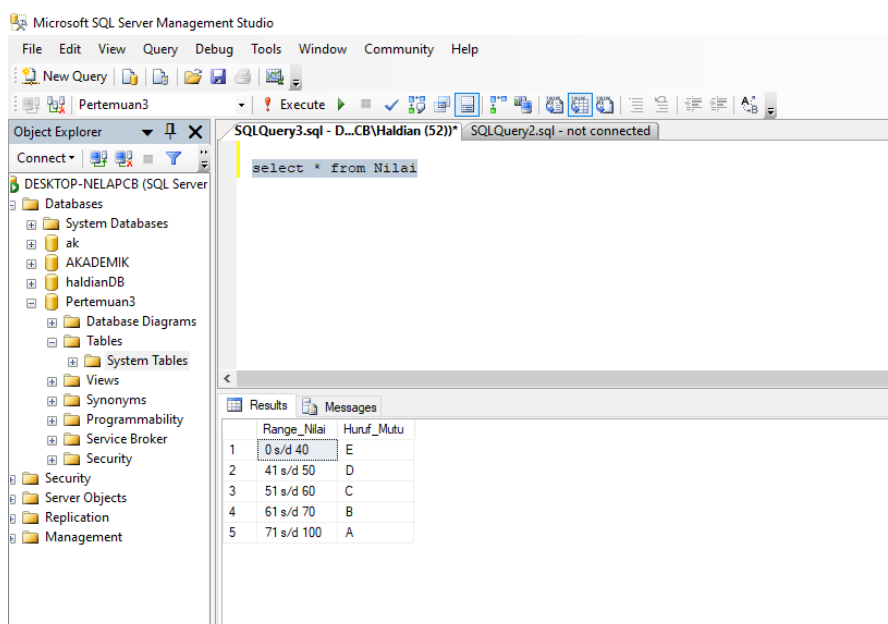 Microsoft SQL Server Management Studio
File Edit View Query Debug Tools Window Community Help
New Query
Pertemuan3 Execute
Object Explorer
SQLQuery3.sql - D...CB\Haldian (52))* SQLQuery2.sql - not connected
Connect
select * from Nilai
DESKTOP-NELAPCB (SQL Server
Databases
System Databases
ak
AKADEMIK
haldianDB
Pertemuan3
Database Diagrams
Tables
System Tables
Views
Synonyms
Programmability
Service Broker
Security
Security
Server Objects
Replication
Management
Results Messages
Range_Nilai Huruf_Mutu
1 0 s/d 40 E
2 41 s/d 50 D
3 51 s/d 60 C
4 61 s/d 70 B
5 71 s/d 100 A